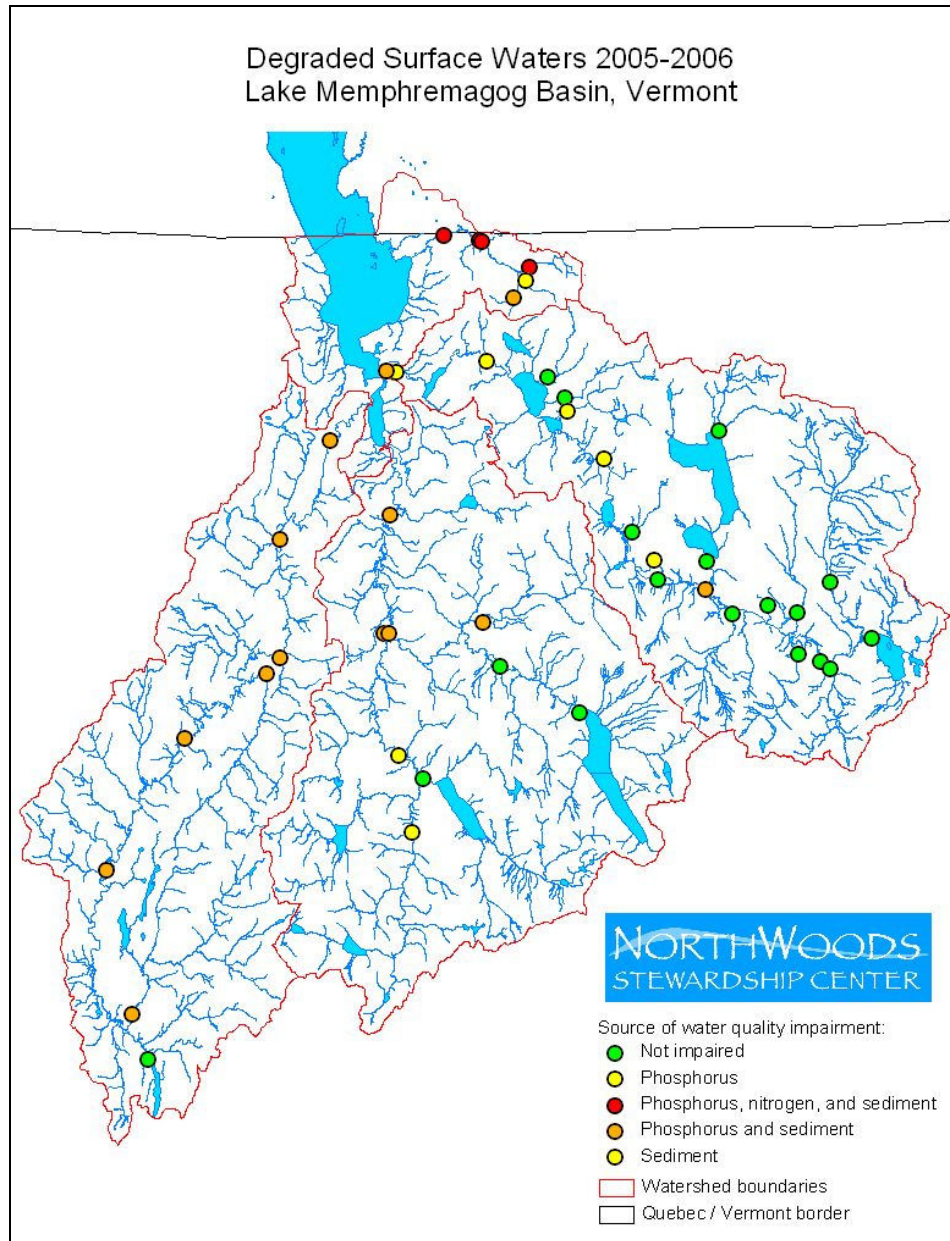 Degraded Surface Waters 2005-2006
Lake Memphremagog Basin, Vermont
NORTHWOODS
STEWARDSHIP CENTER
Source of water quality impairment:
Not impaired
Phosphorus
Phosphorus, nitrogen, and sediment
Phosphorus and sediment
Sediment
Watershed boundaries
Quebec / Vermont border